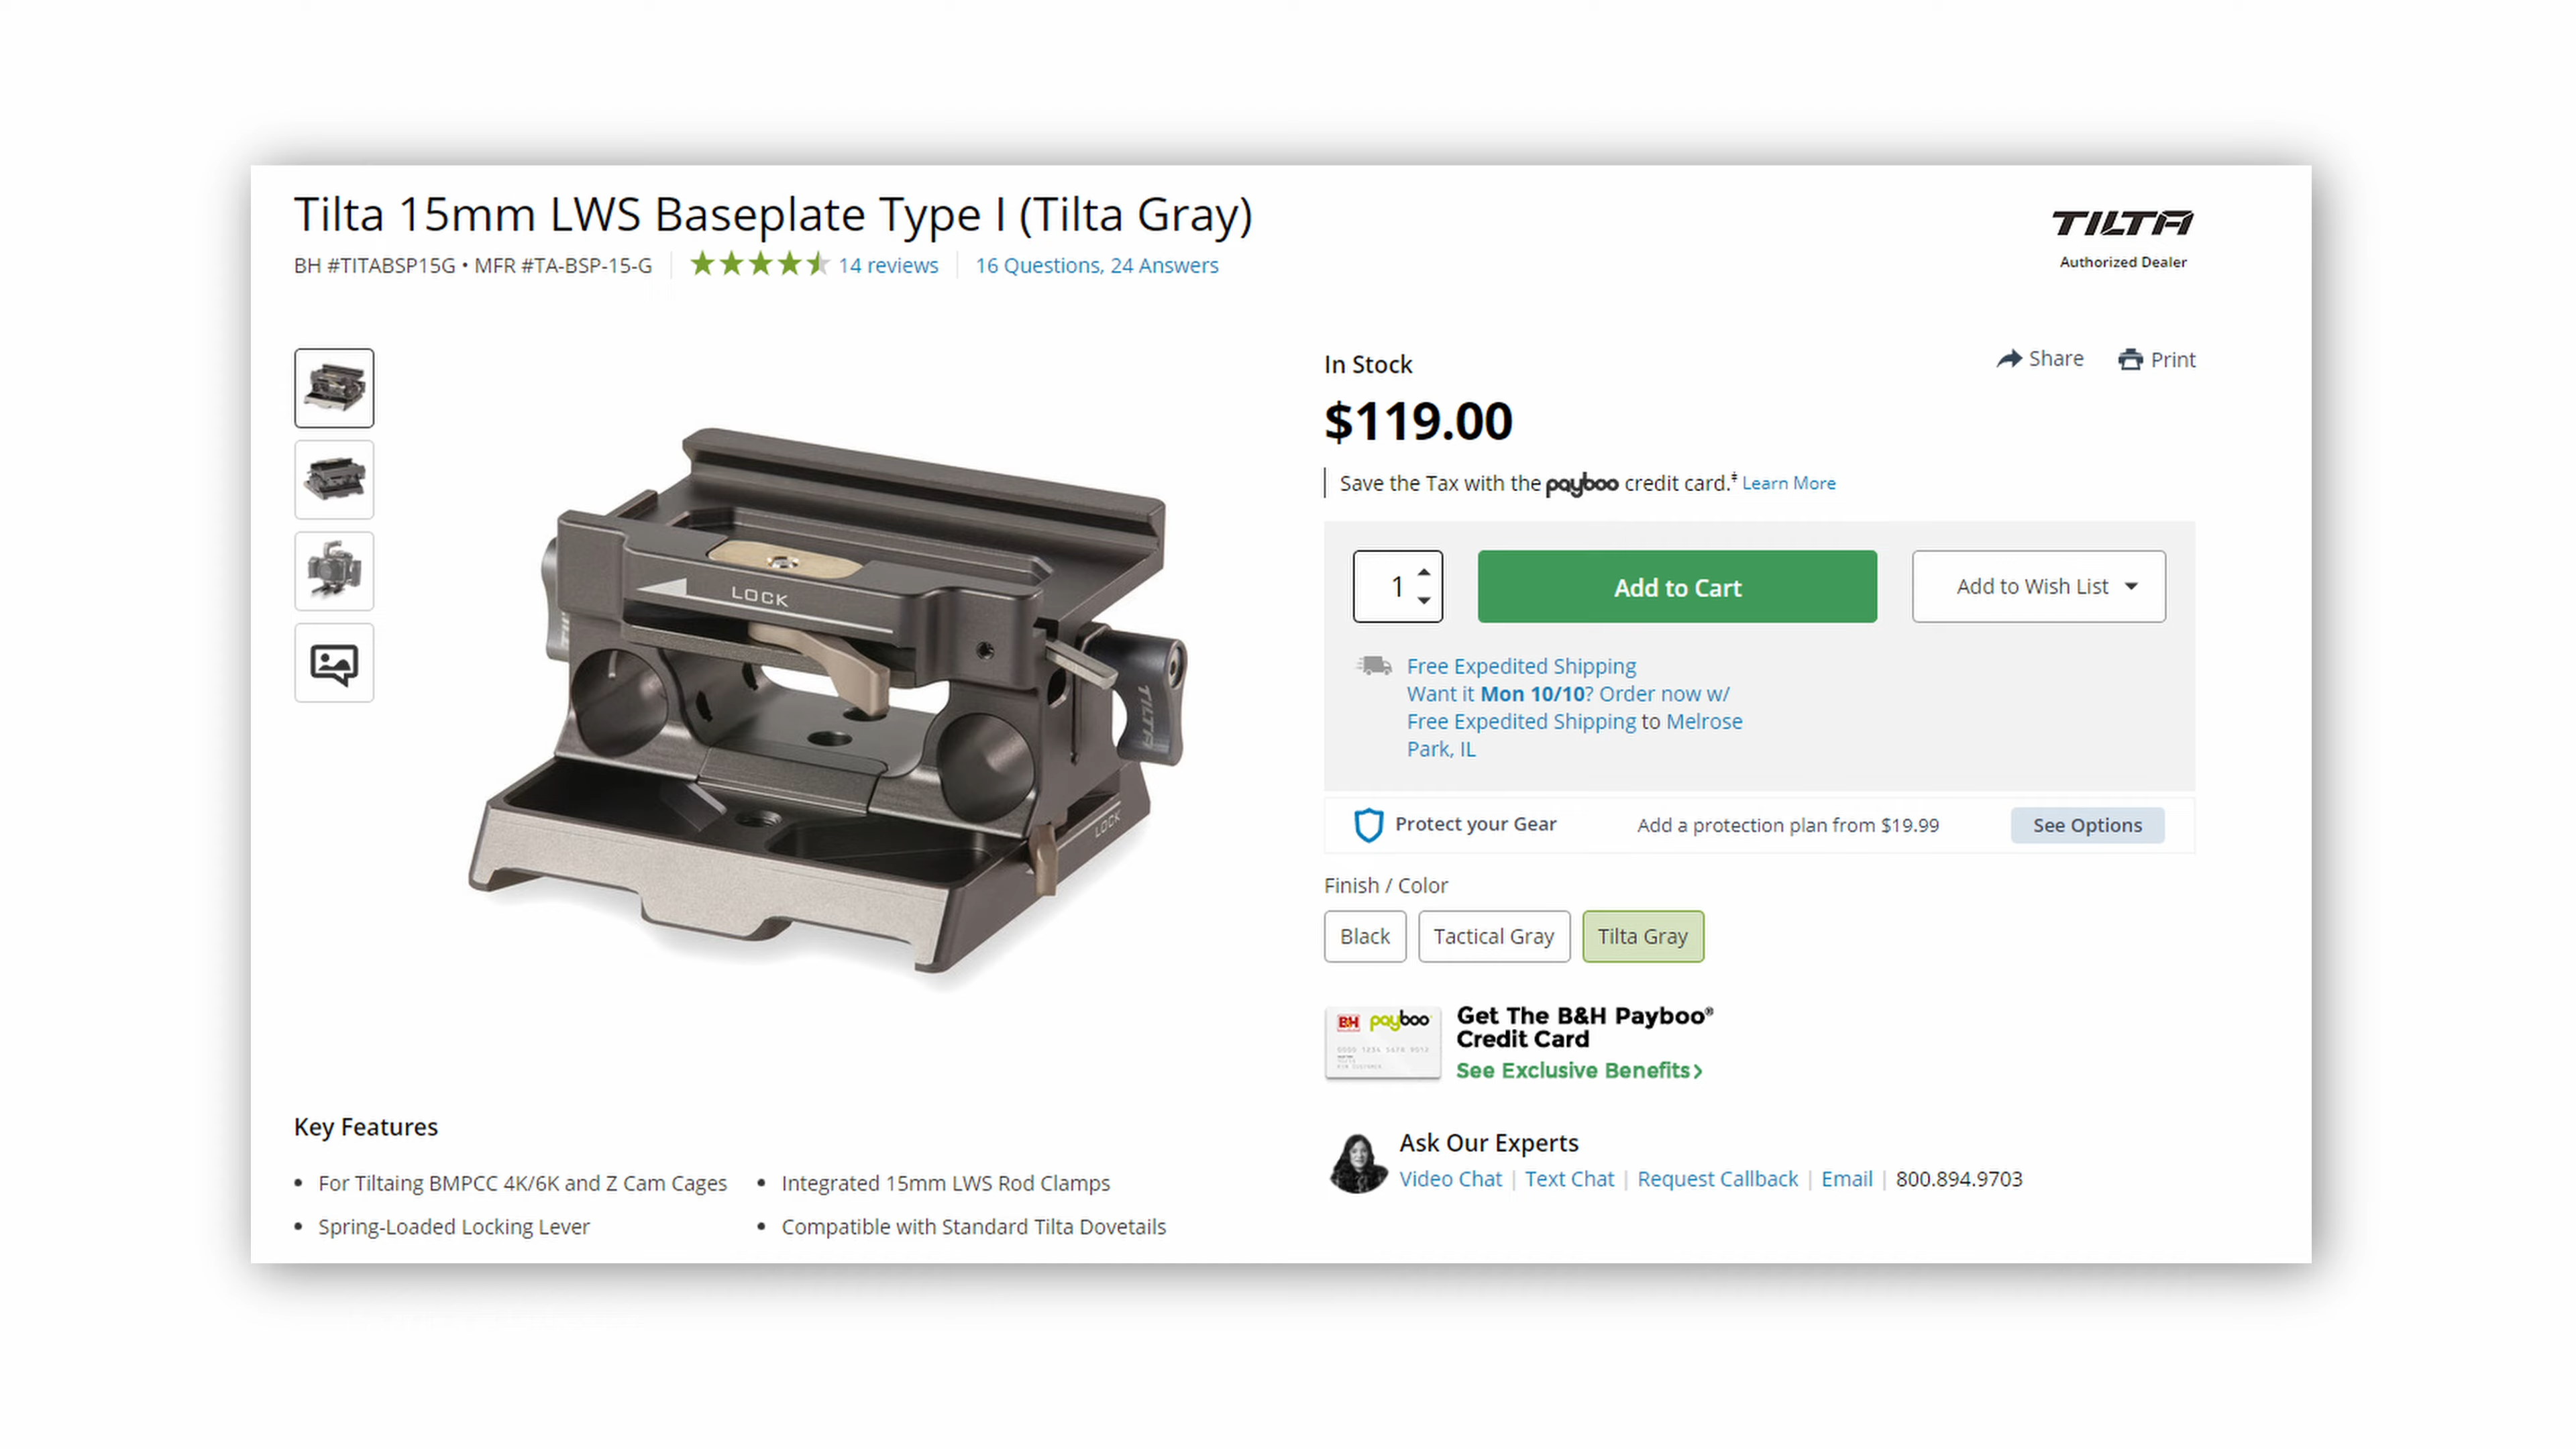 Tilta 15mm LWS Baseplate Type I (Tilta Gray)
BH #TITABSP15G • MFR #TA-BSP-15-G
14 reviews
16 Questions, 24 Answers
TILTA
Authorized Dealer
In Stock
Share
Print
$119.00
Save the Tax with the payboo credit card.‡ Learn More
1
Add to Cart
Add to Wish List
Free Expedited Shipping
Want it Mon 10/10? Order now w/
Free Expedited Shipping to Melrose
Park, IL
LOCK
TILTA
LOCK
Protect your Gear
Add a protection plan from $19.99
See Options
Finish / Color
Black
Tactical Gray
Tilta Gray
B&H payboo
Get The B&H Payboo®
Credit Card
See Exclusive Benefits>
Key Features
• For Tiltaing BMPCC 4K/6K and Z Cam Cages
• Spring-Loaded Locking Lever
• Integrated 15mm LWS Rod Clamps
• Compatible with Standard Tilta Dovetails
Ask Our Experts
Video Chat | Text Chat | Request Callback | Email | 800.894.9703